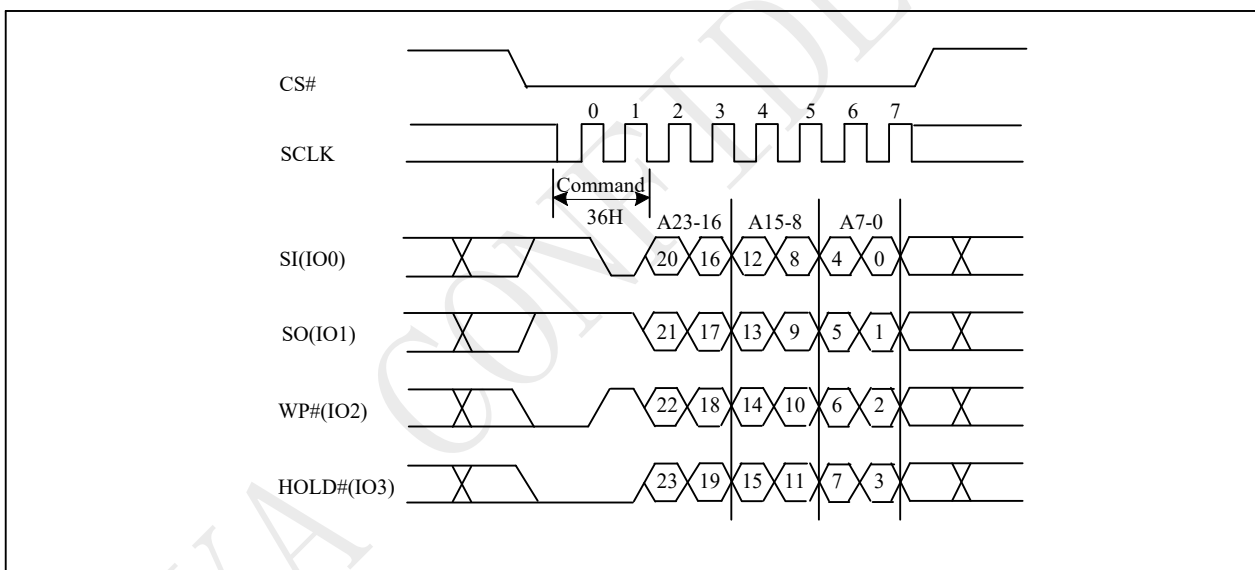 CS#
0 1 2 3 4 5 6 7
SCLK
Command
36H
A23-16 A15-8 A7-0
SI(IO0) 20 16 12 8 4 0
SO(IO1) 21 17 13 9 5 1
WP#(IO2) 22 18 14 10 6 2
HOLD#(IO3) 23 19 15 11 7 3